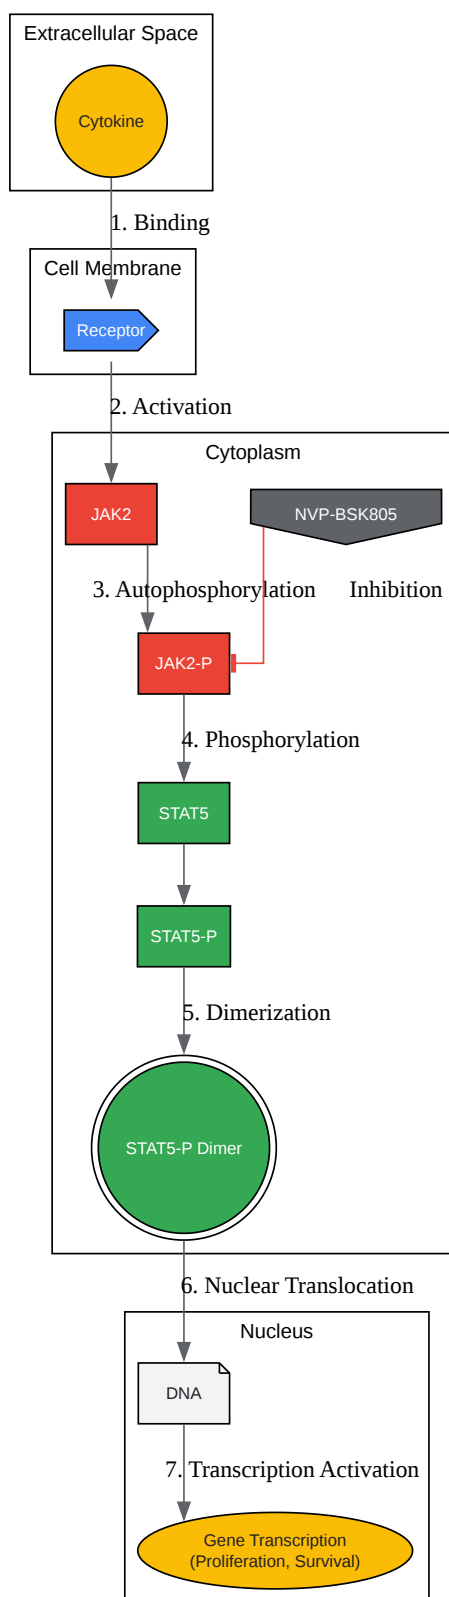 Extracellular Space
Cytokine
1. Binding
Cell Membrane
Receptor
2. Activation
Cytoplasm
JAK2
NVP-BSK805
3. Autophosphorylation
Inhibition
JAK2-P
4. Phosphorylation
STAT5
STAT5-P
5. Dimerization
STAT5-P Dimer
6. Nuclear Translocation
Nucleus
DNA
7. Transcription Activation
Gene Transcription
(Proliferation, Survival)